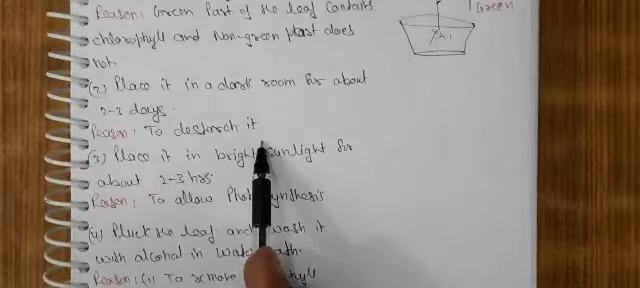 Reason: Green Part of the leaf contains
Green
chlorophyll and Non-green part does
Not.
(2) Place it in a dark room for about
2-3 days.
Reason: To destarch it
(3) Place it in bright sunlight for
about 2-3 hrs.
Reason: To allow Photosynthesis
(4) Pluck the leaf and wash it
with alcohol in water bath.
Reason: (1) To remove